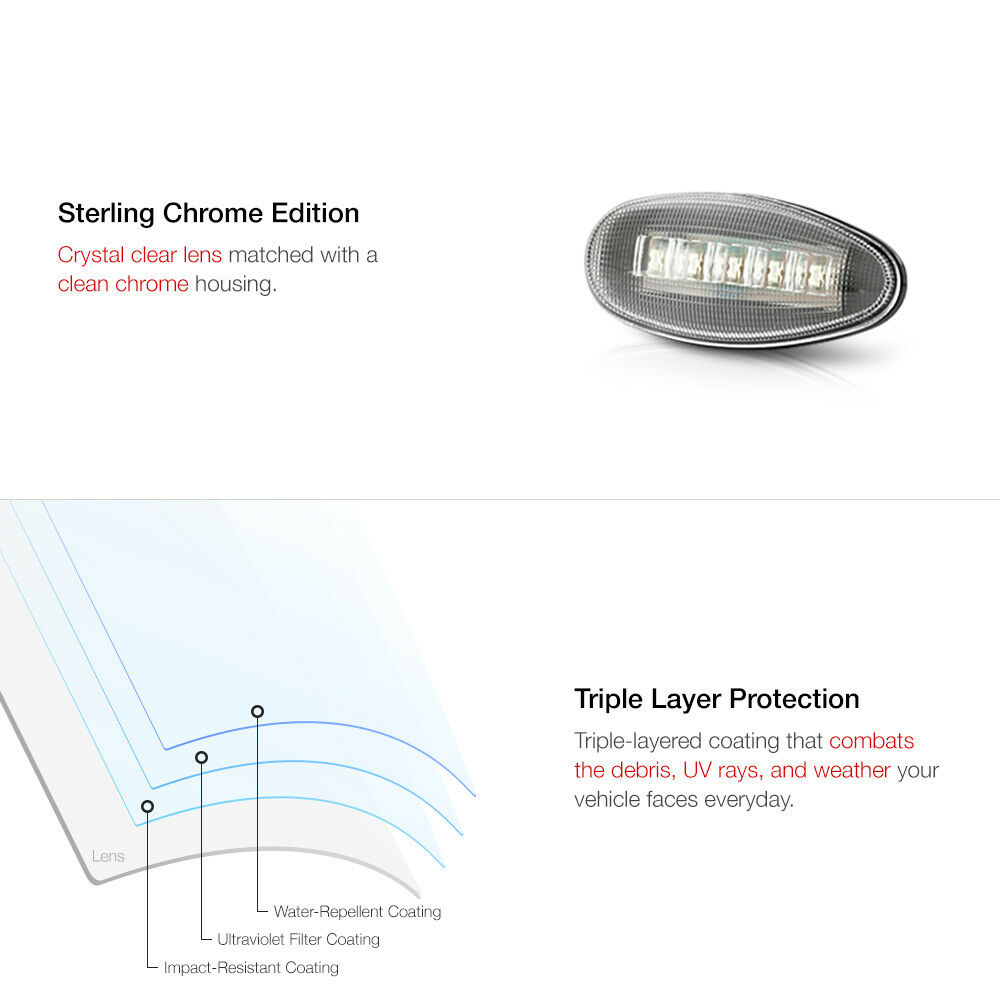 Sterling Chrome Edition
Crystal clear lens matched with a
clean chrome housing.
Triple Layer Protection
Triple-layered coating that combats
the debris, UV rays, and weather your
vehicle faces everyday.
Lens
Water-Repellent Coating
Ultraviolet Filter Coating
Impact-Resistant Coating